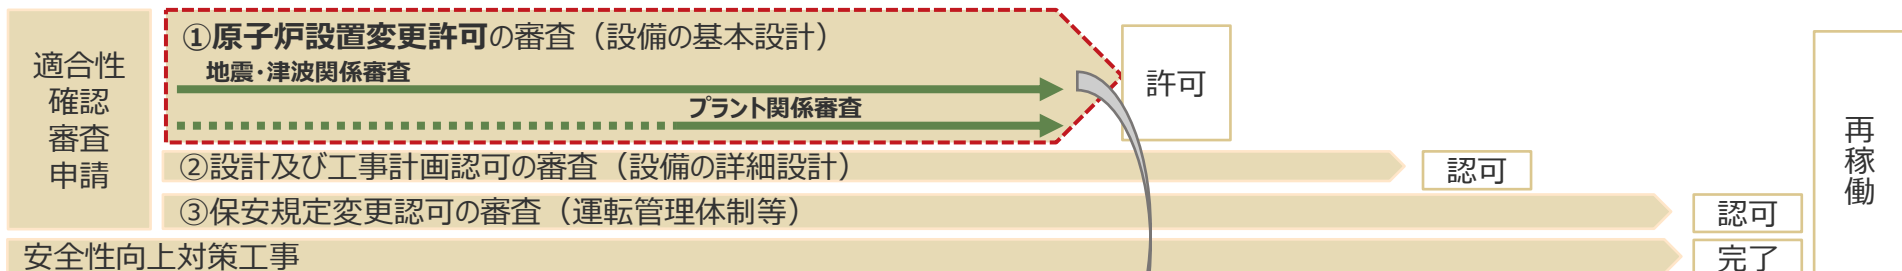 適合性
確認
審査
申請
①原子炉設置変更許可の審査（設備の基本設計）
地震・津波関係審査
プラント関係審査
許可
②設計及び工事計画認可の審査（設備の詳細設計）
認可
③保安規定変更認可の審査（運転管理体制等）
認可
安全性向上対策工事
完了
再稼働